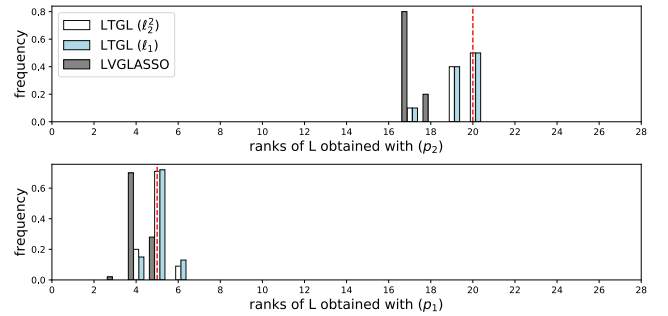 0.8
0.6
0.4
0.2
0.0
frequency
LTGL (ℓ₂²)
LTGL (ℓ₁)
LVGLASSO
0 2 4 6 8 10 12 14 16 18 20 22 24 26 28
ranks of L obtained with (p₂)
0.6
0.4
0.2
0.0
frequency
0 2 4 6 8 10 12 14 16 18 20 22 24 26 28
ranks of L obtained with (p₁)